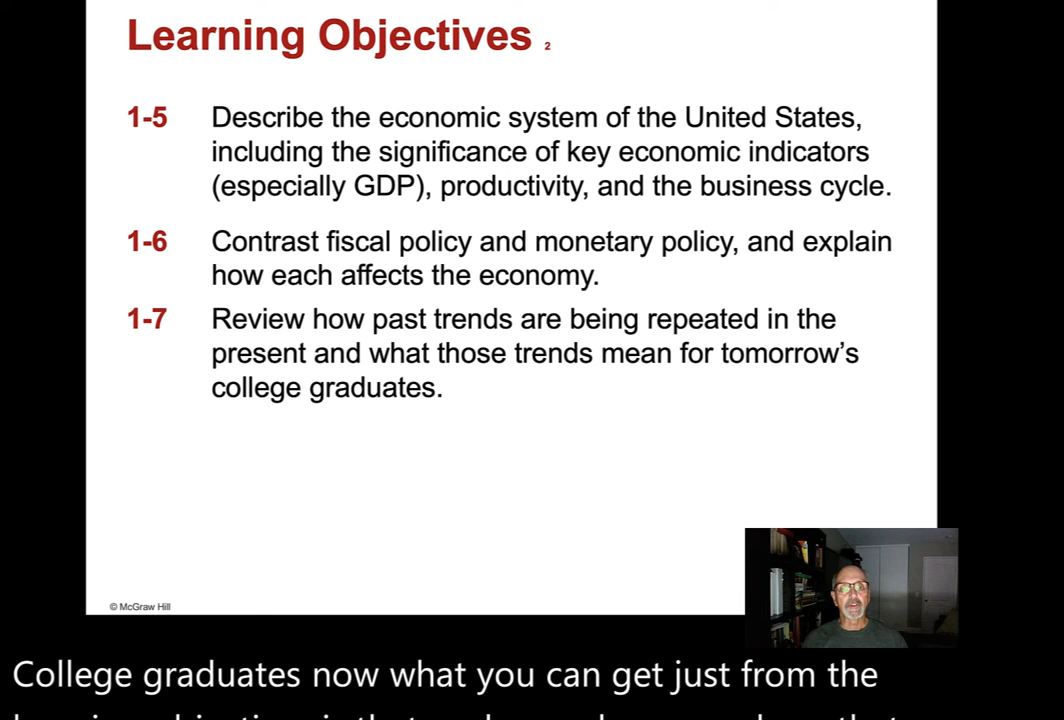 Learning Objectives 2
1-5 Describe the economic system of the United States,
including the significance of key economic indicators
(especially GDP), productivity, and the business cycle.
1-6 Contrast fiscal policy and monetary policy, and explain
how each affects the economy.
1-7 Review how past trends are being repeated in the
present and what those trends mean for tomorrow's
college graduates.
© McGraw Hill
College graduates now what you can get just from the